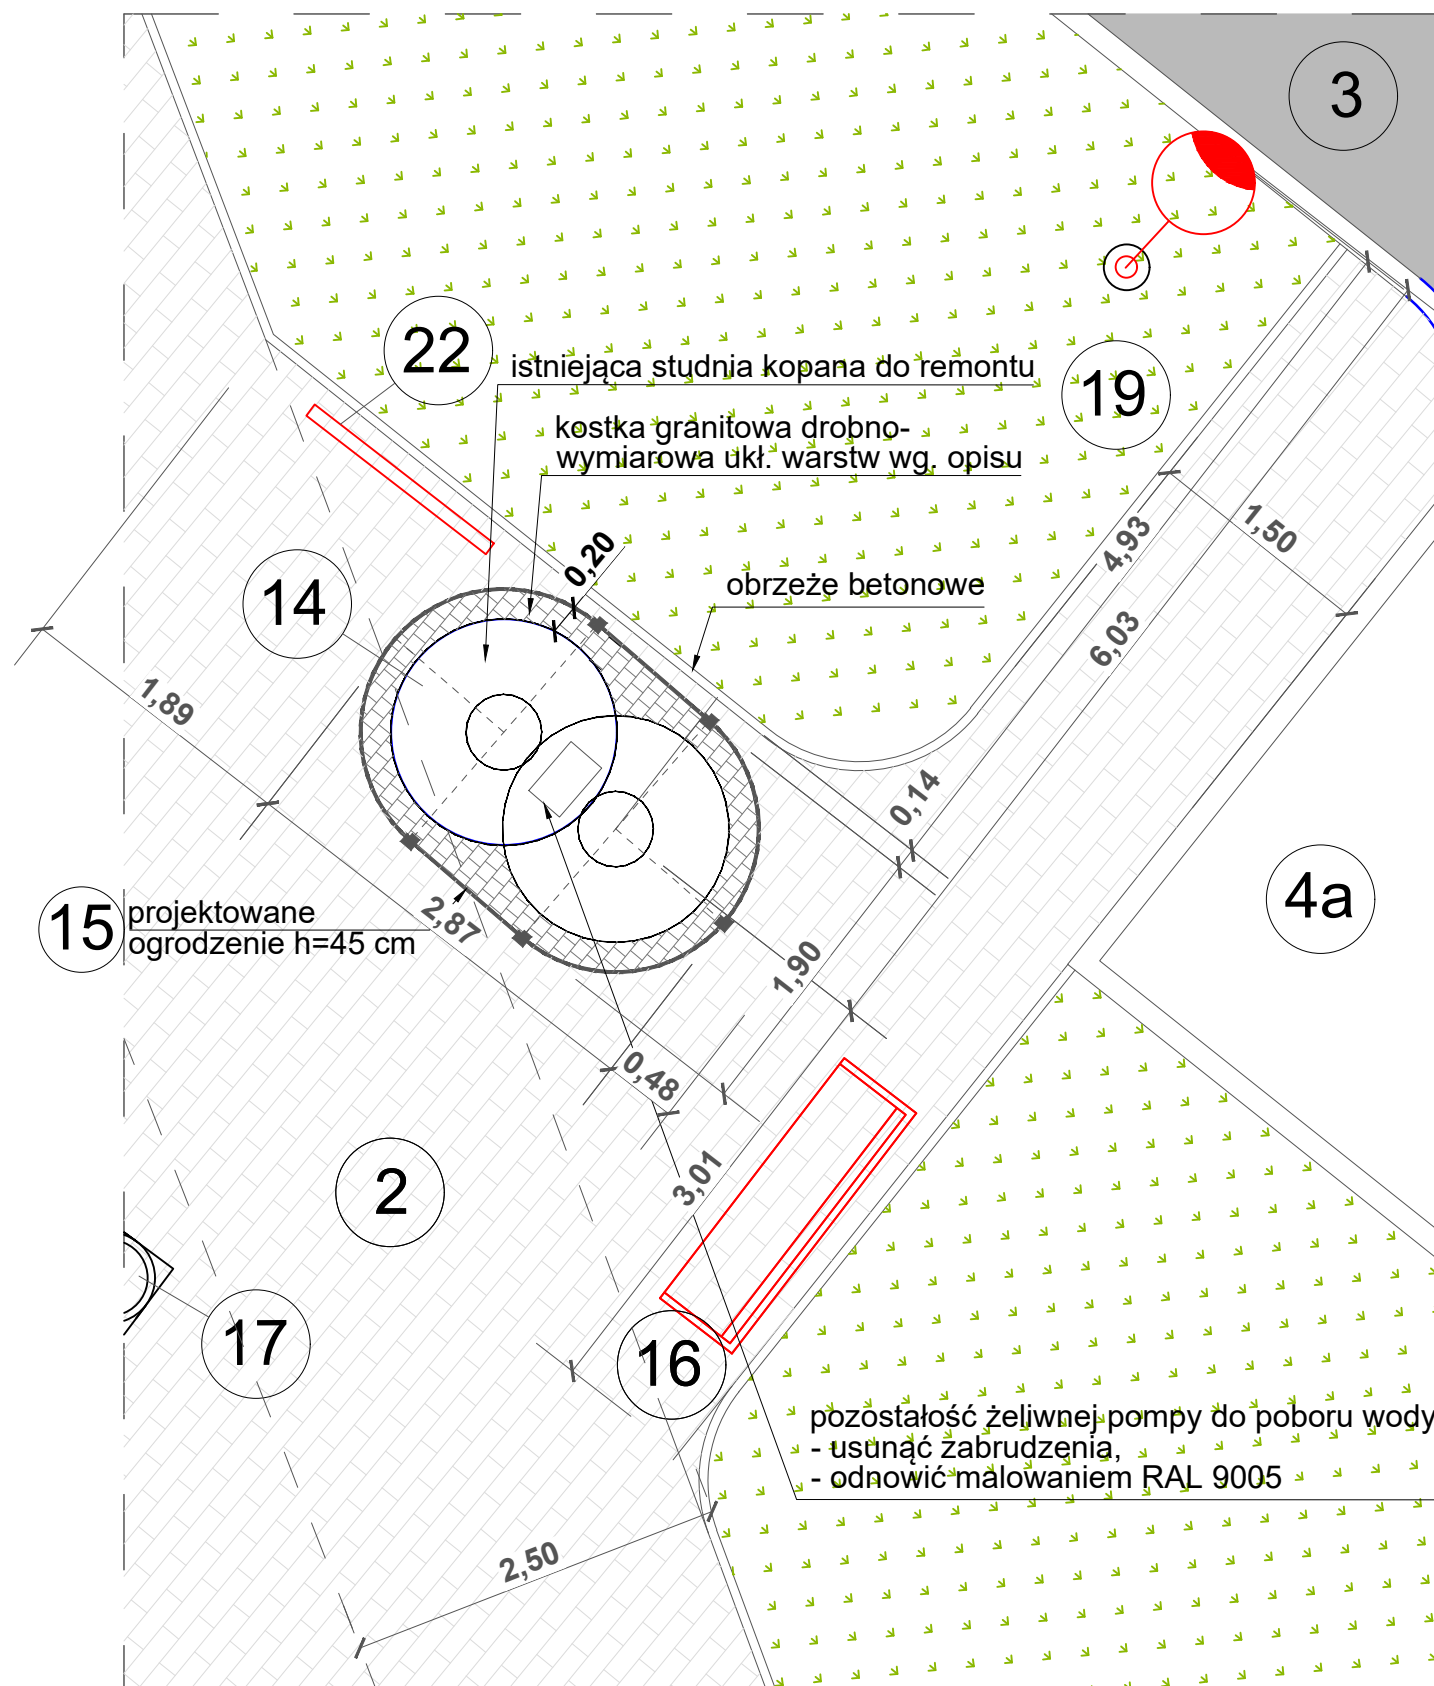 3
22
istniejąca studnia kopana do remontu
19
kostka granitowa drobno-
wymiarowa ukł. warstw wg. opisu
1,50
4,93
0,20
obrzeże betonowe
14
6,03
1,89
0,14
4a
15
projektowane
ogrodzenie h=45 cm
2,87
1,90
0,48
2
3,01
17
16
pozostałość żeliwnej pompy do poboru wody
- usunąć zabrudzenia,
- odnowić malowaniem RAL 9005
2,50